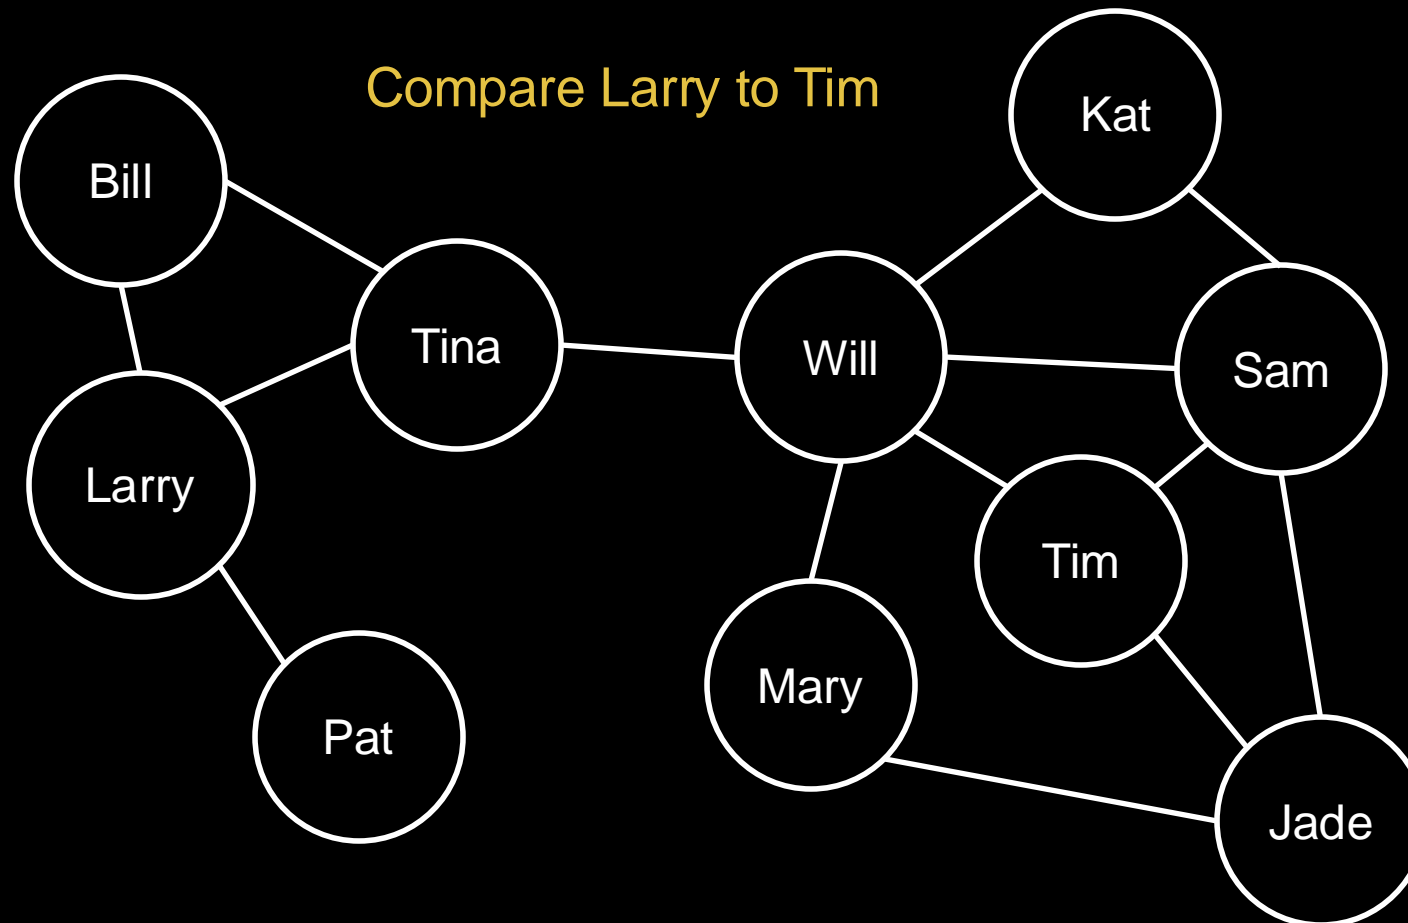 Compare Larry to Tim
Kat
Bill
Tina
Will
Sam
Larry
Tim
Mary
Pat
Jade